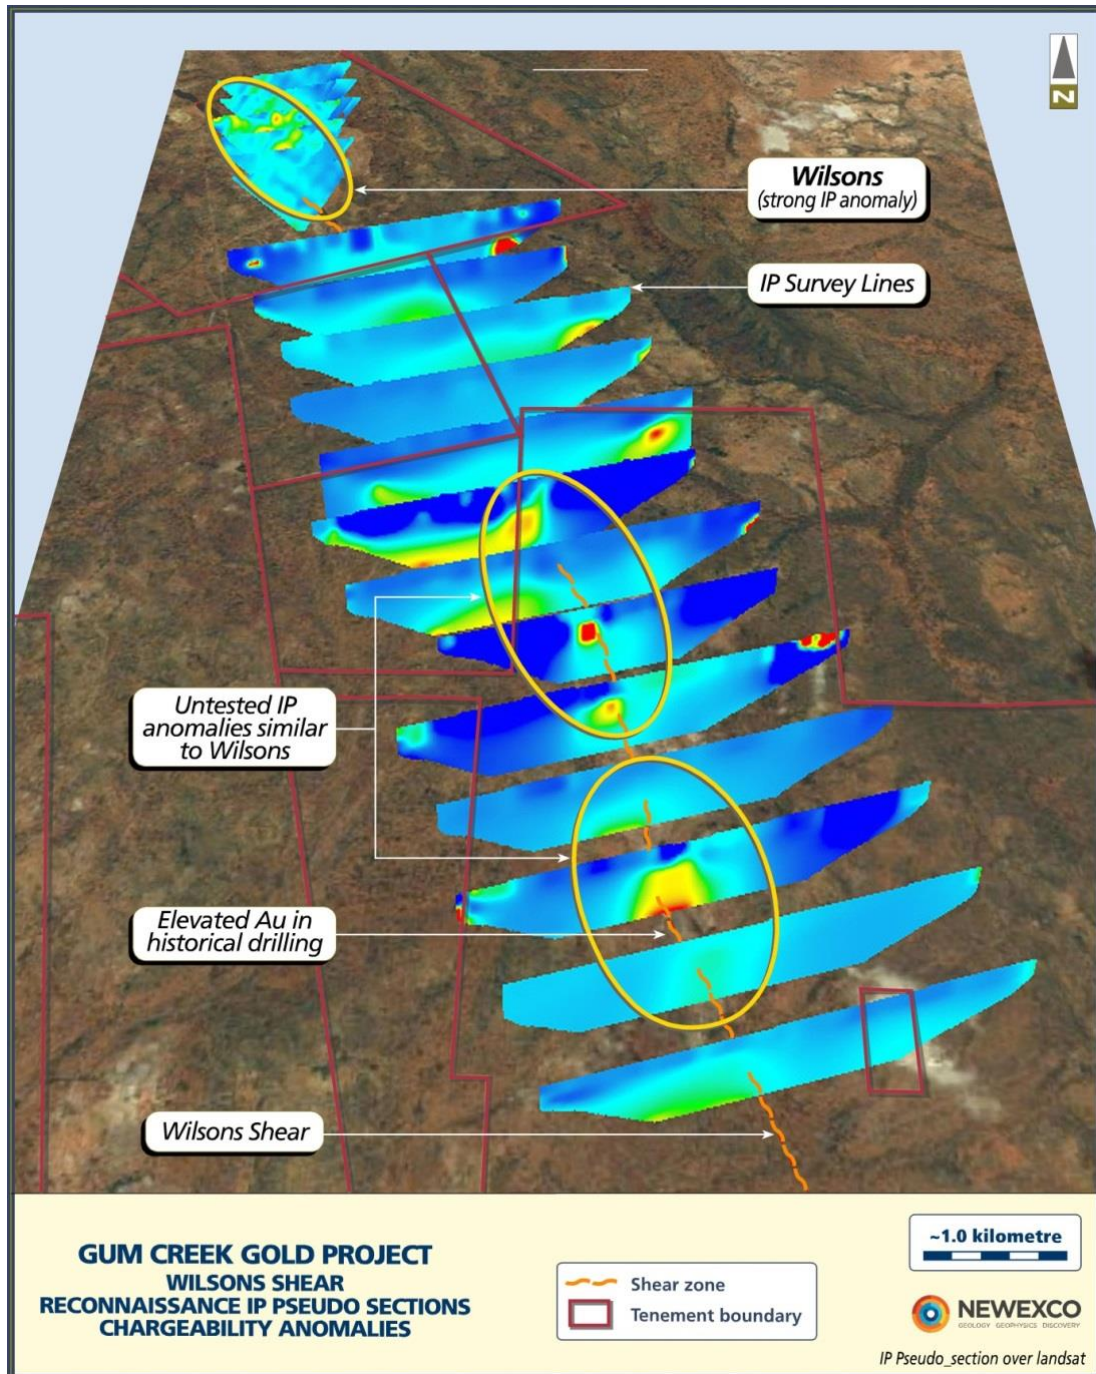 N
Wilsons
(strong IP anomaly)
IP Survey Lines
Untested IP
anomalies similar
to Wilsons
Elevated Au in
historical drilling
Wilsons Shear
GUM CREEK GOLD PROJECT
WILSONS SHEAR
RECONNAISSANCE IP PSEUDO SECTIONS
CHARGEABILITY ANOMALIES
Shear zone
Tenement boundary
~1.0 kilometre
NEWEXCO
GEOLOGY GEOPHYSICS DISCOVERY
IP Pseudo_section over landsat